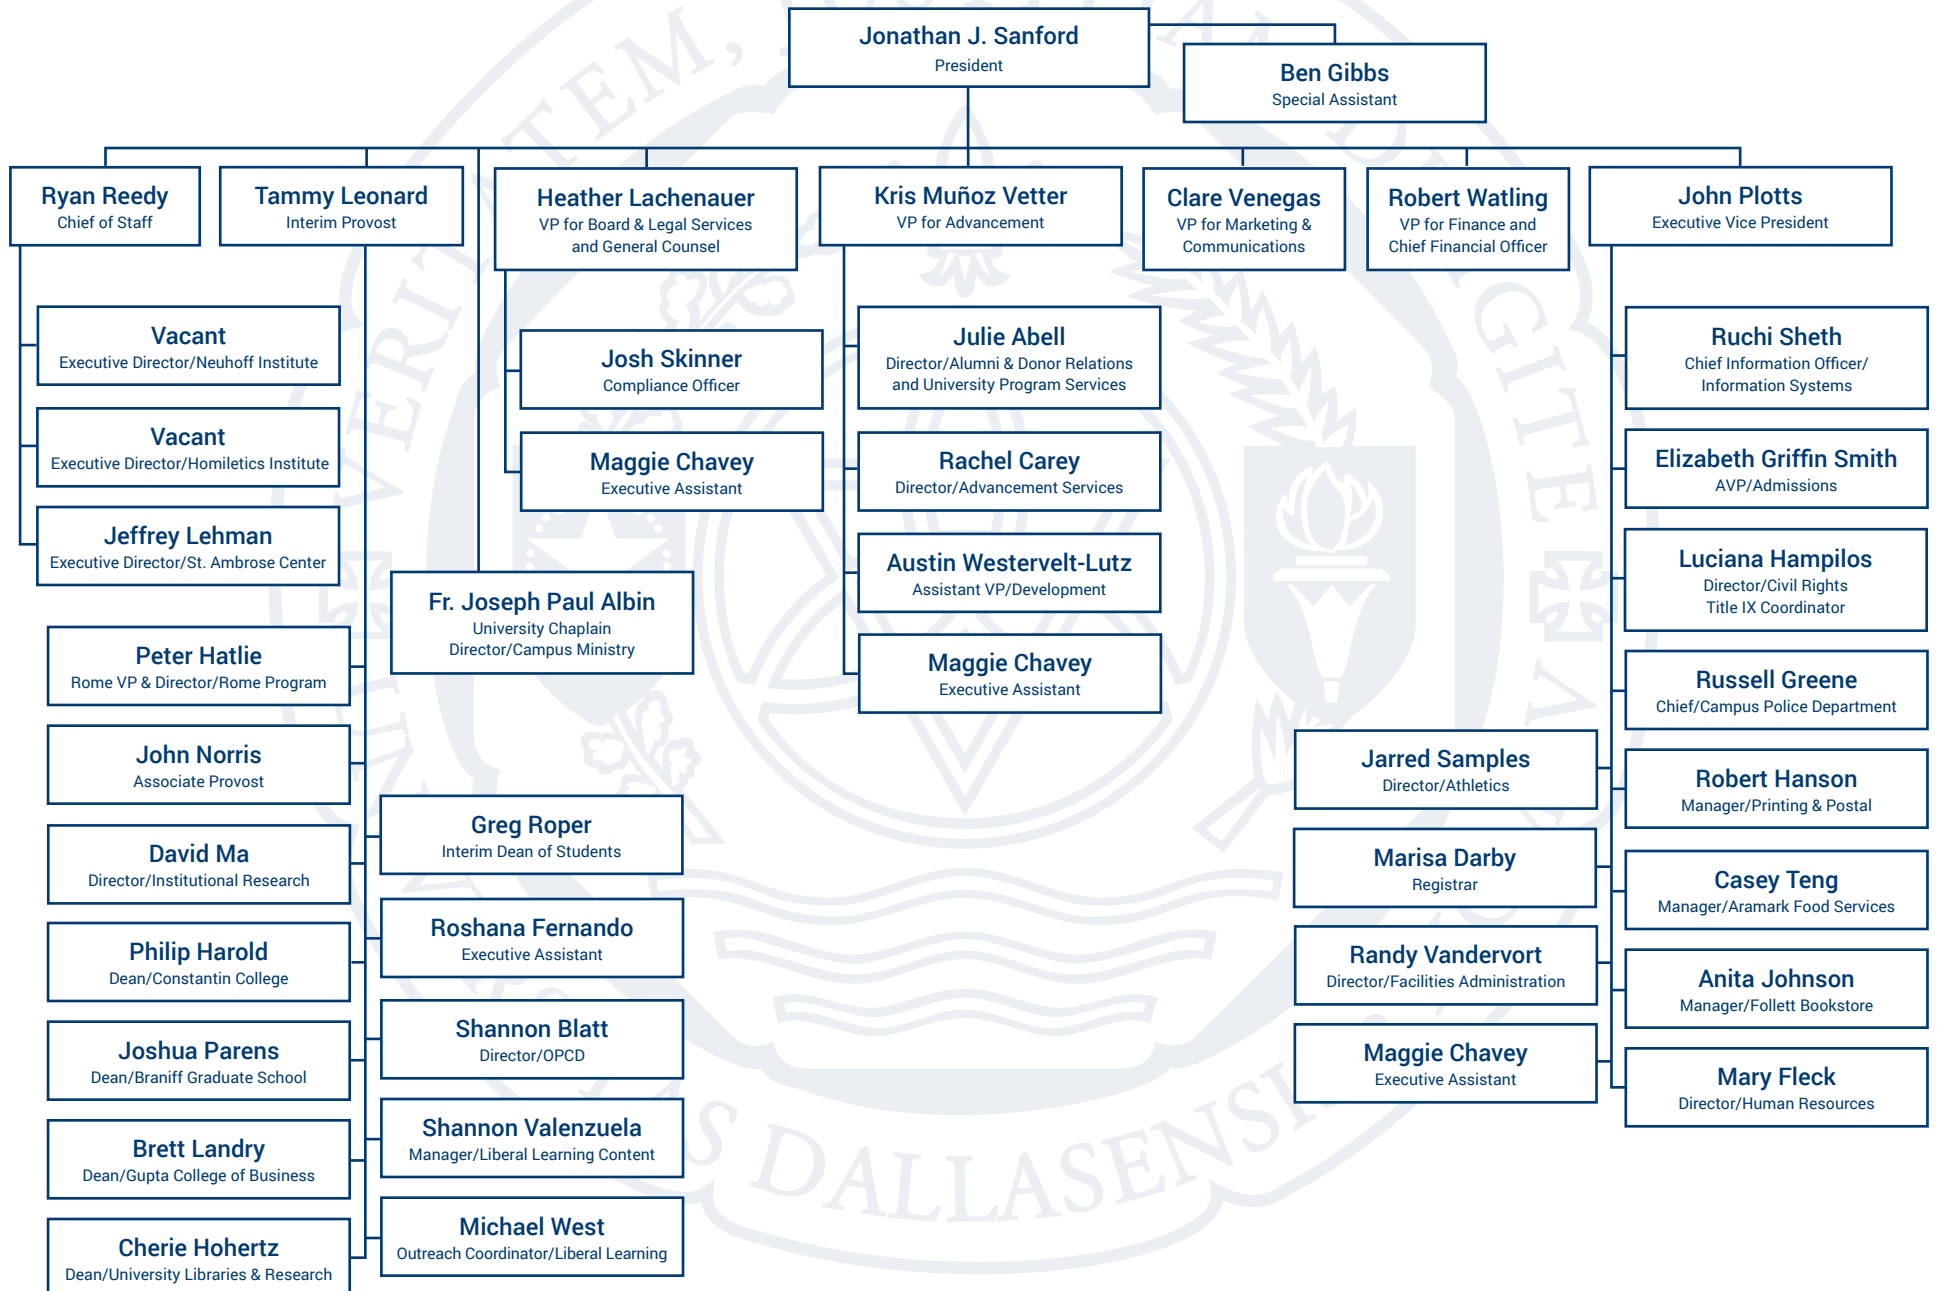 Jonathan J. Sanford
President
Ben Gibbs
Special Assistant
Ryan Reedy
Chief of Staff
Tammy Leonard
Interim Provost
Heather Lachenauer
VP for Board & Legal Services
and General Counsel
Kris Muñoz Vetter
VP for Advancement
Clare Venegas
VP for Marketing &
Communications
Robert Watling
VP for Finance and
Chief Financial Officer
John Plotts
Executive Vice President
Vacant
Executive Director/Neuhoff Institute
Vacant
Executive Director/Homiletics Institute
Jeffrey Lehman
Executive Director/St. Ambrose Center
Peter Hatlie
Rome VP & Director/Rome Program
John Norris
Associate Provost
David Ma
Director/Institutional Research
Philip Harold
Dean/Constantin College
Joshua Parens
Dean/Braniff Graduate School
Brett Landry
Dean/Gupta College of Business
Cherie Hohertz
Dean/University Libraries & Research
Greg Roper
Interim Dean of Students
Roshana Fernando
Executive Assistant
Shannon Blatt
Director/OPCD
Shannon Valenzuela
Manager/Liberal Learning Content
Michael West
Outreach Coordinator/Liberal Learning
Fr. Joseph Paul Albin
University Chaplain
Director/Campus Ministry
Josh Skinner
Compliance Officer
Maggie Chavey
Executive Assistant
Julie Abell
Director/Alumni & Donor Relations
and University Program Services
Rachel Carey
Director/Advancement Services
Austin Westervelt-Lutz
Assistant VP/Development
Maggie Chavey
Executive Assistant
Jarred Samples
Director/Athletics
Marisa Darby
Registrar
Randy Vandervort
Director/Facilities Administration
Maggie Chavey
Executive Assistant
Ruchi Sheth
Chief Information Officer/
Information Systems
Elizabeth Griffin Smith
AVP/Admissions
Luciana Hampilos
Director/Civil Rights
Title IX Coordinator
Russell Greene
Chief/Campus Police Department
Robert Hanson
Manager/Printing & Postal
Casey Teng
Manager/Aramark Food Services
Anita Johnson
Manager/Follett Bookstore
Mary Fleck
Director/Human Resources
DALLASENSIS